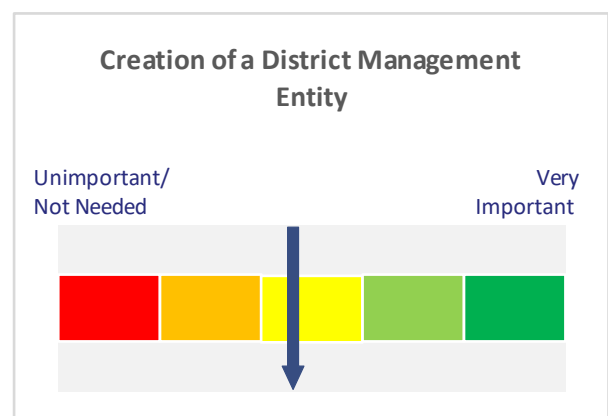 Creation of a District Management
Entity
Unimportant/
Not Needed
Very
Important